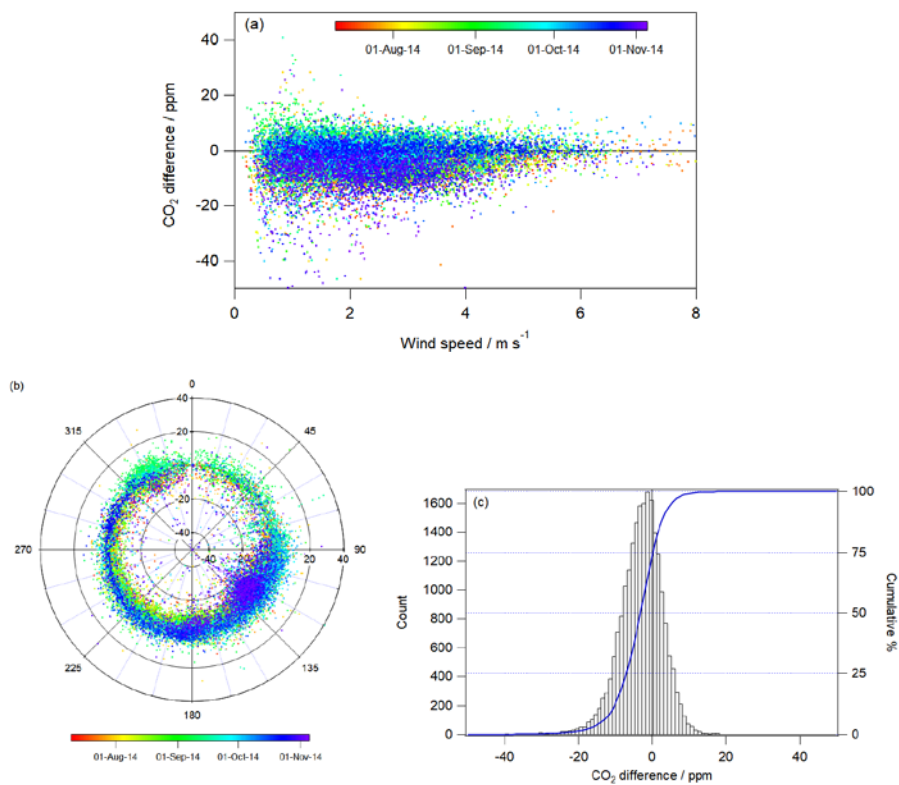 (a)
01-Aug-14 01-Sep-14 01-Oct-14 01-Nov-14
40
20
0
-20
-40
CO₂ difference / ppm
0 2 4 6 8
Wind speed / m s⁻¹
(b)
0
45
90
135
180
225
270
315
40
20
0
-20
-40
-40 -20 0 20 40
01-Aug-14 01-Sep-14 01-Oct-14 01-Nov-14
(c)
1600
1400
1200
1000
800
600
400
200
0
Count
100
75
50
25
0
Cumulative %
-40 -20 0 20 40
CO₂ difference / ppm